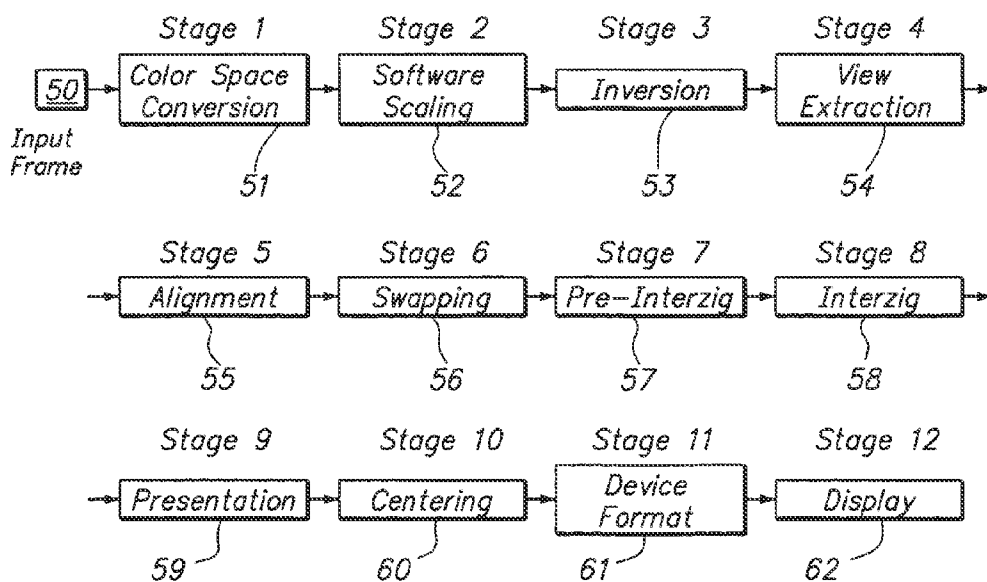 Stage 1 Stage 2 Stage 3 Stage 4
50 Color Space Conversion Software Scaling Inversion View Extraction
Input Frame
51 52 53 54
Stage 5 Stage 6 Stage 7 Stage 8
Alignment Swapping Pre-Interzig Interzig
55 56 57 58
Stage 9 Stage 10 Stage 11 Stage 12
Presentation Centering Device Format Display
59 60 61 62